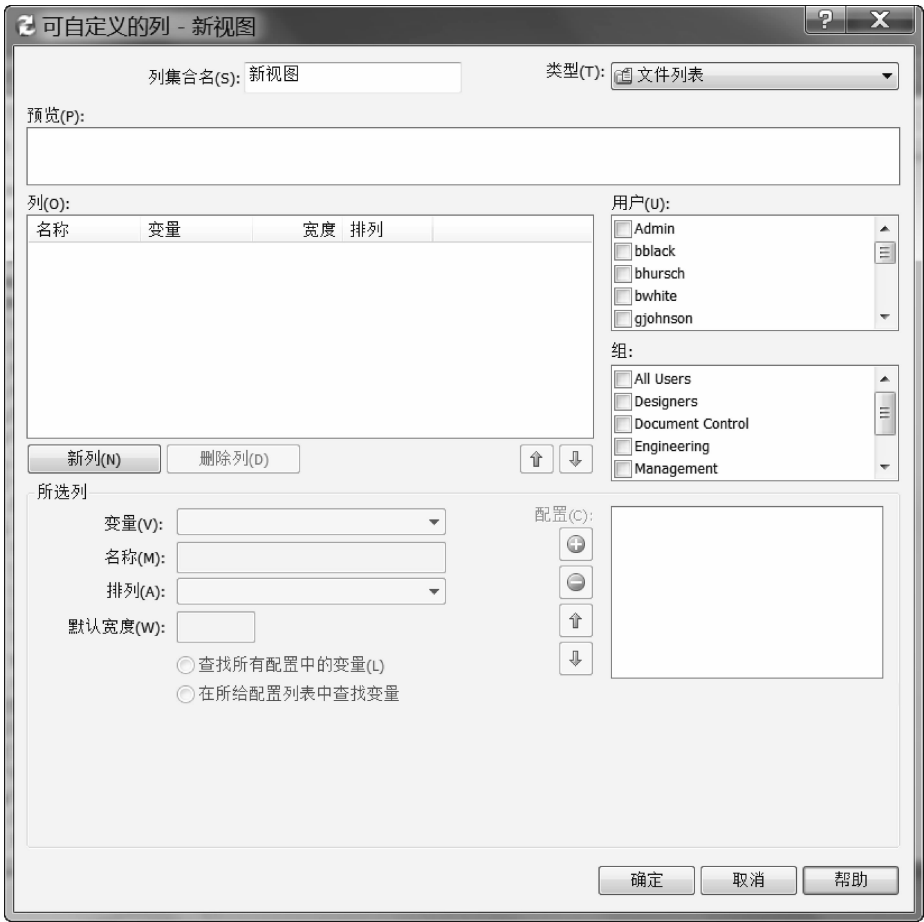 可自定义的列 - 新视图
列集合名(S): 新视图 类型(T): 文件列表
预览(P):
列(O):
名称 变量 宽度 排列
用户(U):
Admin
bblack
bhursch
bwhite
gjohnson
组:
All Users
Designers
Document Control
Engineering
Management
新列(N) 删除列(D)
所选列
变量(V):
名称(M):
排列(A):
默认宽度(W):
查找所有配置中的变量(L)
在所给配置列表中查找变量
配置(C):
确定 取消 帮助